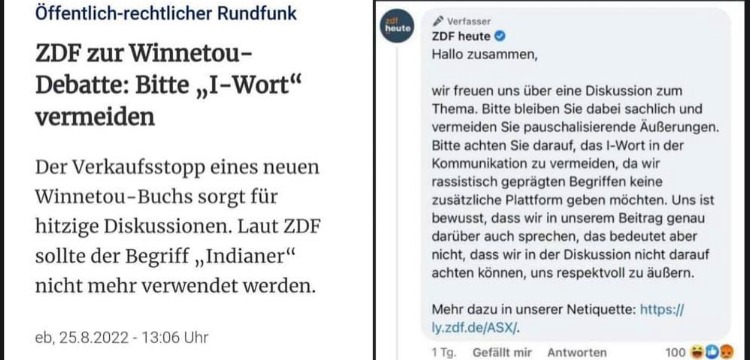 Öffentlich-rechtlicher Rundfunk
ZDF zur Winnetou-
Debatte: Bitte „I-Wort“
vermeiden
Der Verkaufsstopp eines neuen
Winnetou-Buchs sorgt für
hitzige Diskussionen. Laut ZDF
sollte der Begriff „Indianer“
nicht mehr verwendet werden.
eb, 25.8.2022 - 13:06 Uhr
zdf
heute
Verfasser
ZDF heute
Hallo zusammen,
wir freuen uns über eine Diskussion zum
Thema. Bitte bleiben Sie dabei sachlich und
vermeiden Sie pauschalisierende Äußerungen.
Bitte achten Sie darauf, das I-Wort in der
Kommunikation zu vermeiden, da wir
rassistisch geprägten Begriffen keine
zusätzliche Plattform geben möchten. Uns ist
bewusst, dass wir in unserem Beitrag genau
darüber auch sprechen, das bedeutet aber
nicht, dass wir in der Diskussion nicht darauf
achten können, uns respektvoll zu äußern.
Mehr dazu in unserer Netiquette: https://
ly.zdf.de/ASX/.
1 Tg. Gefällt mir Antworten 100